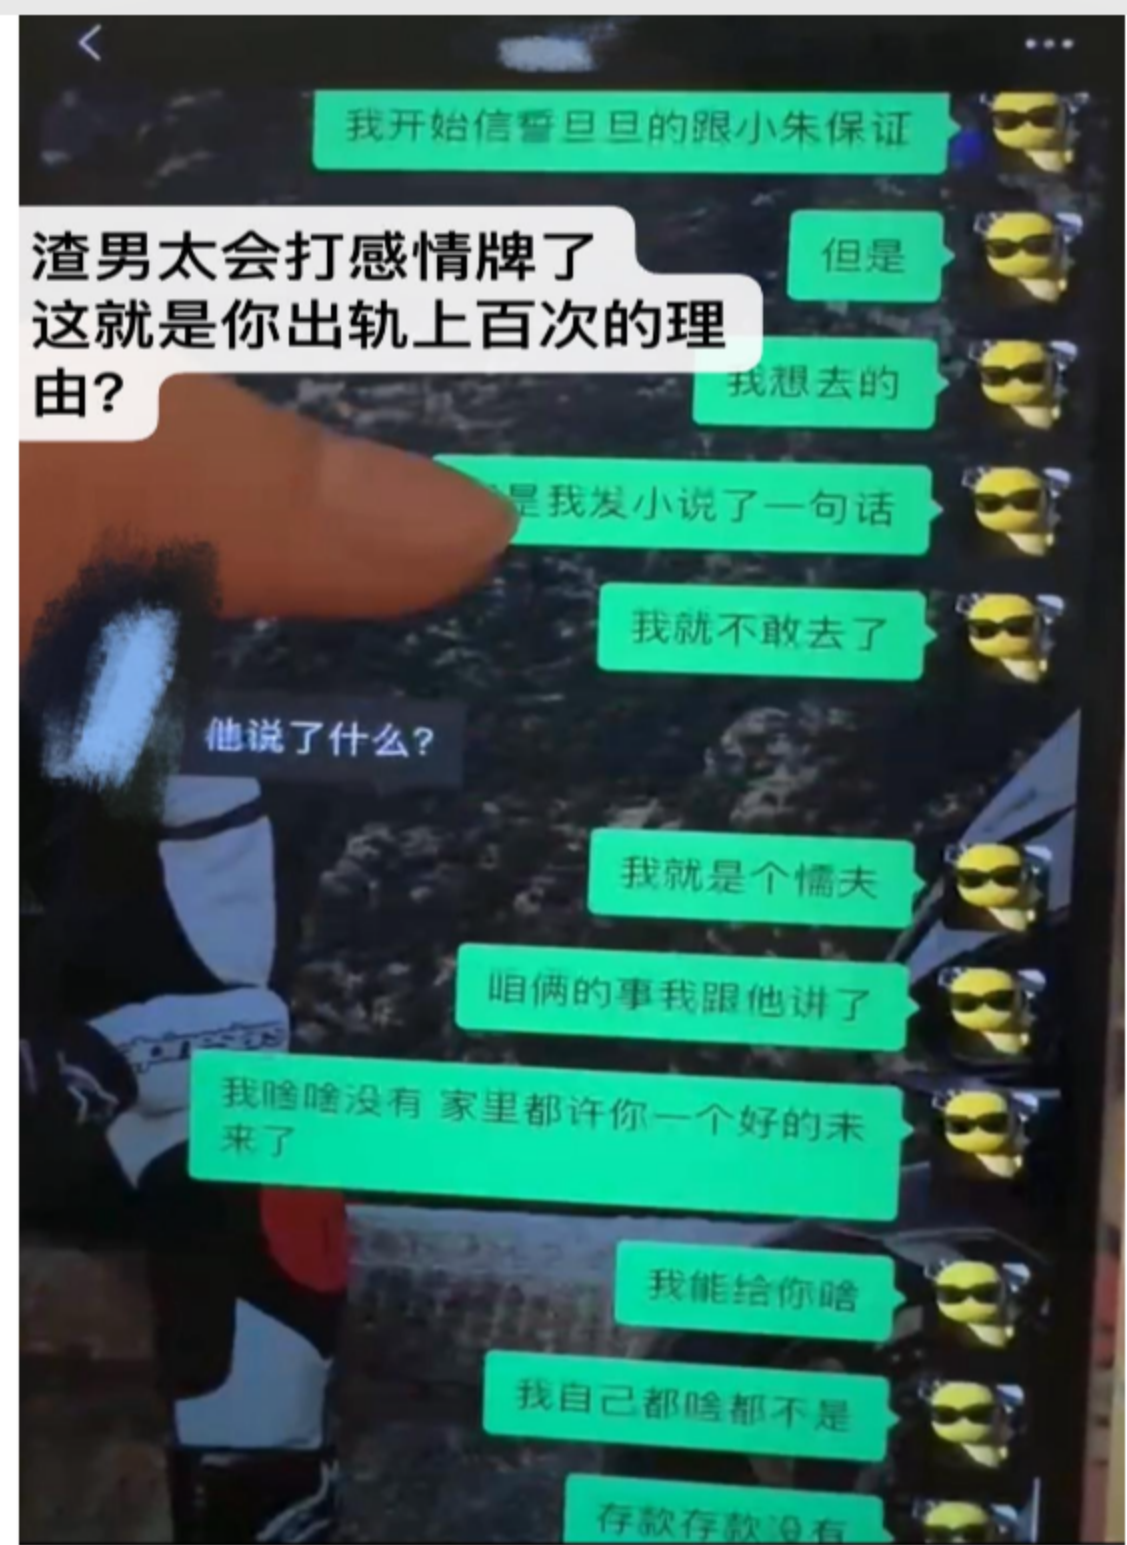 我开始信誓旦旦的跟小朱保证
渣男太会打感情牌了
这就是你出轨上百次的理
由?
但是
我想去的
是我发小说了一句话
我就不敢去了
他说了什么?
我就是个懦夫
咱俩的事我跟他讲了
我啥啥没有 家里都许你一个好的未
来了
我能给你啥
我自己都啥都不是
存款存款没有